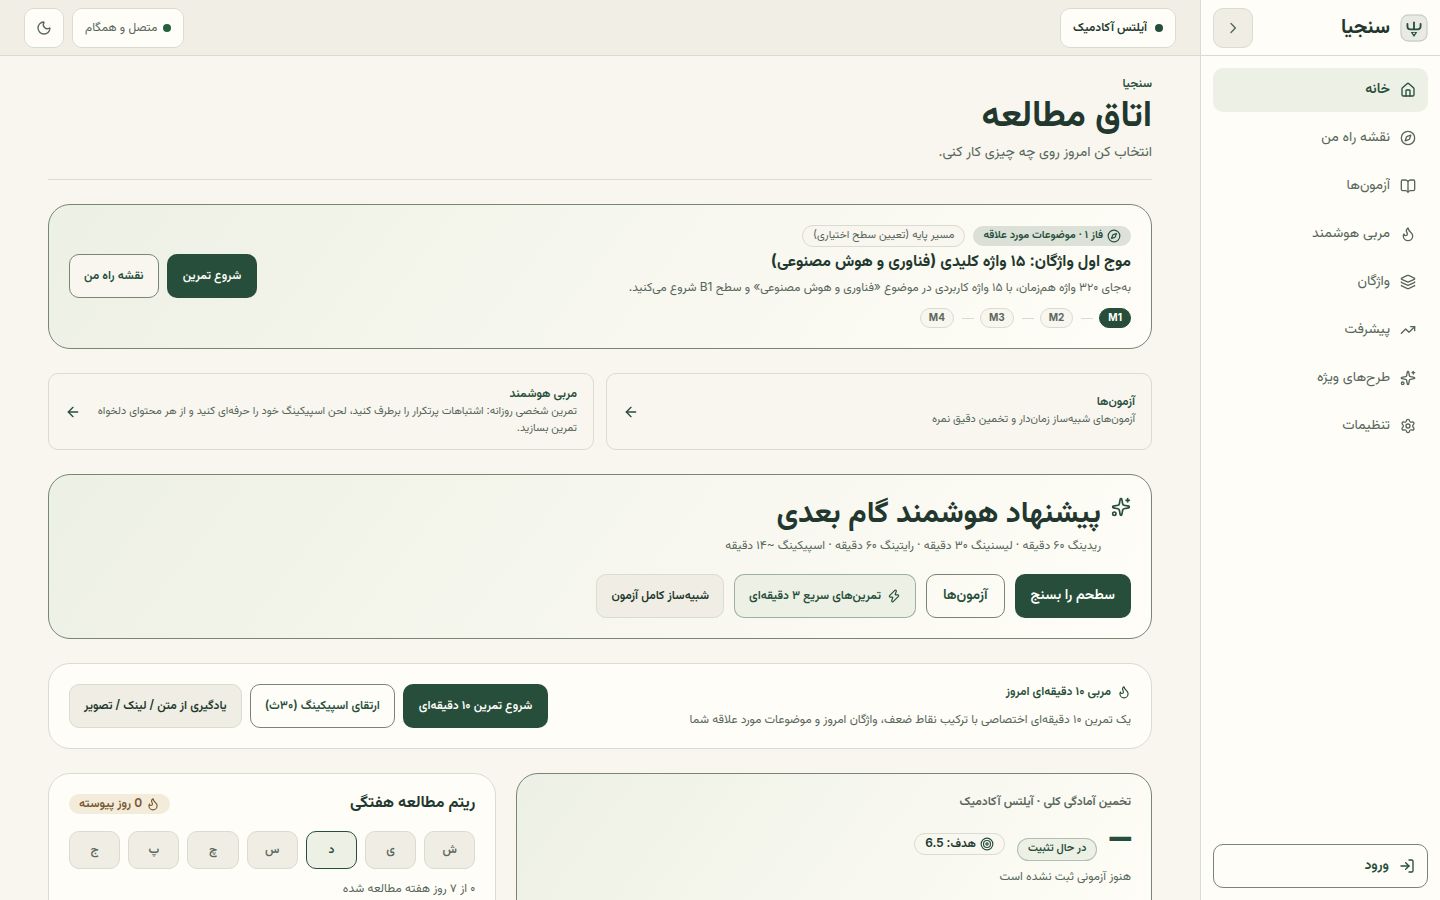 سنجیا
آیلتس آکادمیک
متصل و همگام
خانه
نقشه راه من
آزمون‌ها
مربی هوشمند
واژگان
پیشرفت
طرح‌های ویژه
تنظیمات
ورود
سنجیا
اتاق مطالعه
انتخاب کن امروز روی چه چیزی کار کنی.
فاز ۱ · موضوعات مورد علاقه
مسیر پایه (تعیین سطح اختیاری)
موج اول واژگان: ۱۵ واژه کلیدی (فناوری و هوش مصنوعی)
به‌جای ۳۲۰ واژه هم‌زمان، با ۱۵ واژه کاربردی در موضوع «فناوری و هوش مصنوعی» و سطح B1 شروع می‌کنید.
M1 — M2 — M3 — M4
شروع تمرین
نقشه راه من
آزمون‌ها
آزمون‌های شبیه‌ساز زمان‌دار و تخمین دقیق نمره
مربی هوشمند
تمرین شخصی روزانه: اشتباهات پرتکرار را برطرف کنید، لحن اسپیکینگ خود را حرفه‌ای کنید و از هر محتوای دلخواه
تمرین بسازید.
پیشنهاد هوشمند گام بعدی
ریدینگ ۶۰ دقیقه · لیسنینگ ۳۰ دقیقه · رایتینگ ۶۰ دقیقه · اسپیکینگ ~۱۴ دقیقه
سطحم را بسنج
آزمون‌ها
تمرین‌های سریع ۳ دقیقه‌ای
شبیه‌ساز کامل آزمون
مربی ۱۰ دقیقه‌ای امروز
یک تمرین ۱۰ دقیقه‌ای اختصاصی با ترکیب نقاط ضعف، واژگان امروز و موضوعات مورد علاقه شما
شروع تمرین ۱۰ دقیقه‌ای
ارتقای اسپیکینگ (۳۰ث)
یادگیری از متن / لینک / تصویر
تخمین آمادگی کلی · آیلتس آکادمیک
—
در حال تثبیت
هدف: 6.5
هنوز آزمونی ثبت نشده است
ریتم مطالعه هفتگی
0 روز پیوسته
ش
ی
د
س
چ
پ
ج
۰ از ۷ روز هفته مطالعه شده